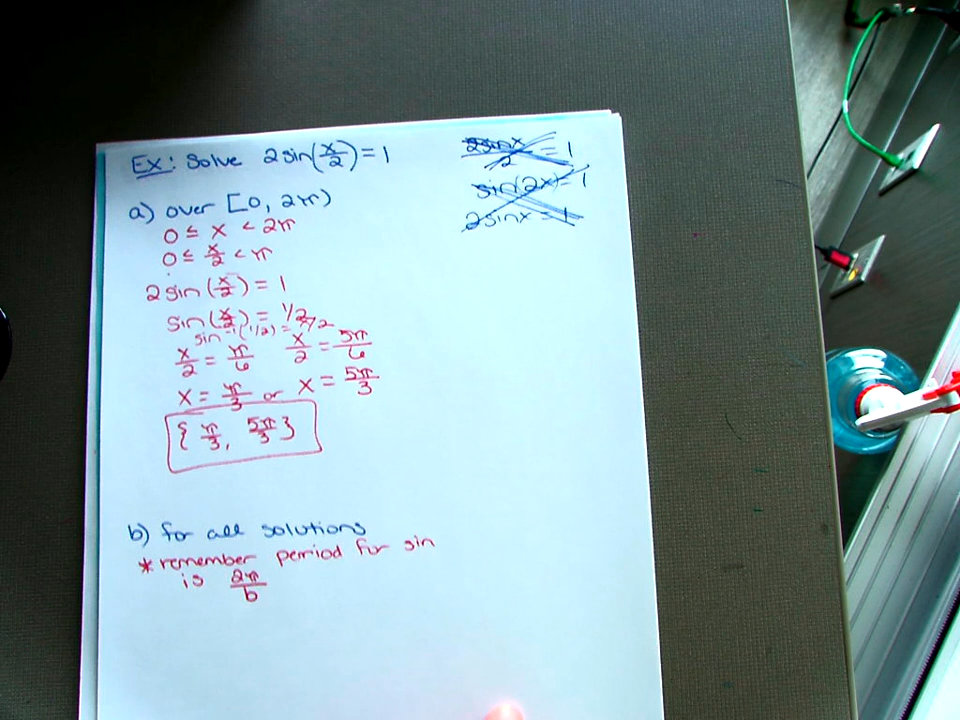 Ex: Solve 2sin(x/2) = 1
a) over [0, 2π)
0 ≤ x < 2π
0 ≤ x/2 < π
2 sin(x/2) = 1
sin(x/2) = 1/2
x/2 = π/6 x/2 = 5π/6
x = π/3 or x = 5π/3
{ π/3, 5π/3 }
2sinx/2 = 1
sin(2x) = 1
2sinx = 1
b) for all solutions
*remember period for sin
is 2π/b